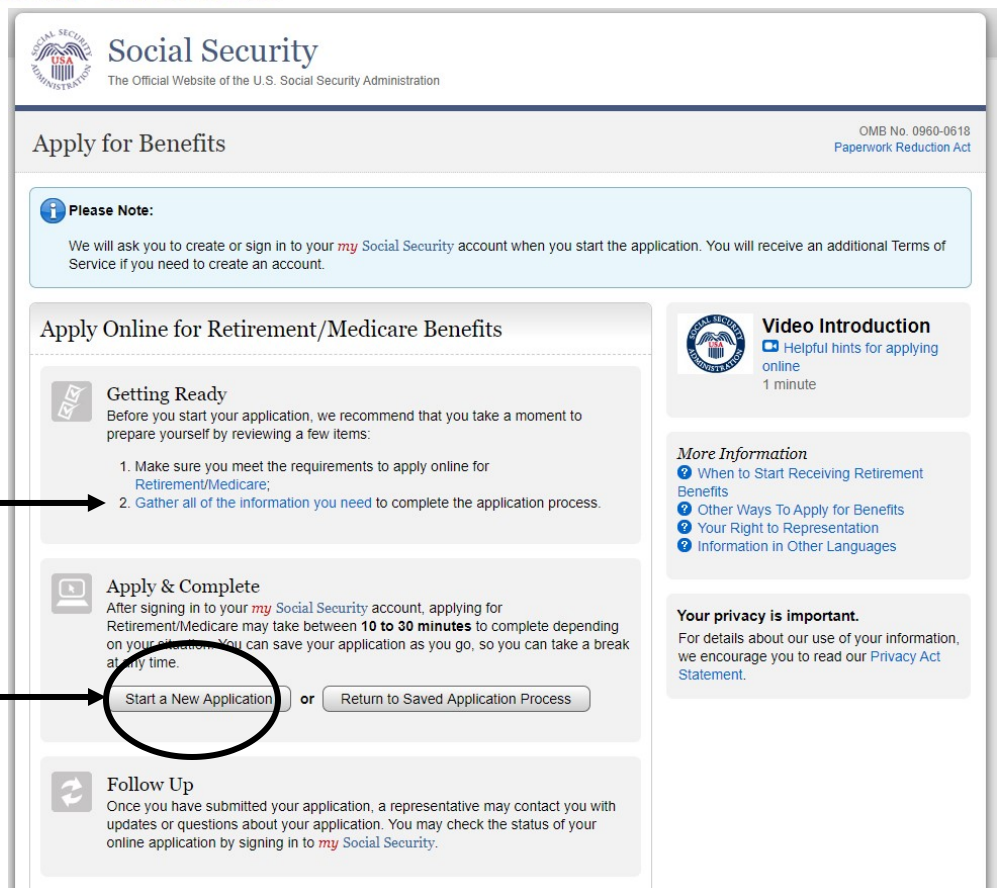 Social Security
The Official Website of the U.S. Social Security Administration
Apply for Benefits
OMB No. 0960-0618
Paperwork Reduction Act
Please Note:
We will ask you to create or sign in to your my Social Security account when you start the application. You will receive an additional Terms of
Service if you need to create an account.
Apply Online for Retirement/Medicare Benefits
Getting Ready
Before you start your application, we recommend that you take a moment to
prepare yourself by reviewing a few items:
1. Make sure you meet the requirements to apply online for
Retirement/Medicare;
2. Gather all of the information you need to complete the application process.
Apply & Complete
After signing in to your my Social Security account, applying for
Retirement/Medicare may take between 10 to 30 minutes to complete depending
on your situation. You can save your application as you go, so you can take a break
at any time.
Start a New Application or Return to Saved Application Process
Follow Up
Once you have submitted your application, a representative may contact you with
updates or questions about your application. You may check the status of your
online application by signing in to my Social Security.
SOCIAL SECURITY ADMINISTRATION
USA
Video Introduction
Helpful hints for applying
online
1 minute
More Information
When to Start Receiving Retirement
Benefits
Other Ways To Apply for Benefits
Your Right to Representation
Information in Other Languages
Your privacy is important.
For details about our use of your information,
we encourage you to read our Privacy Act
Statement.